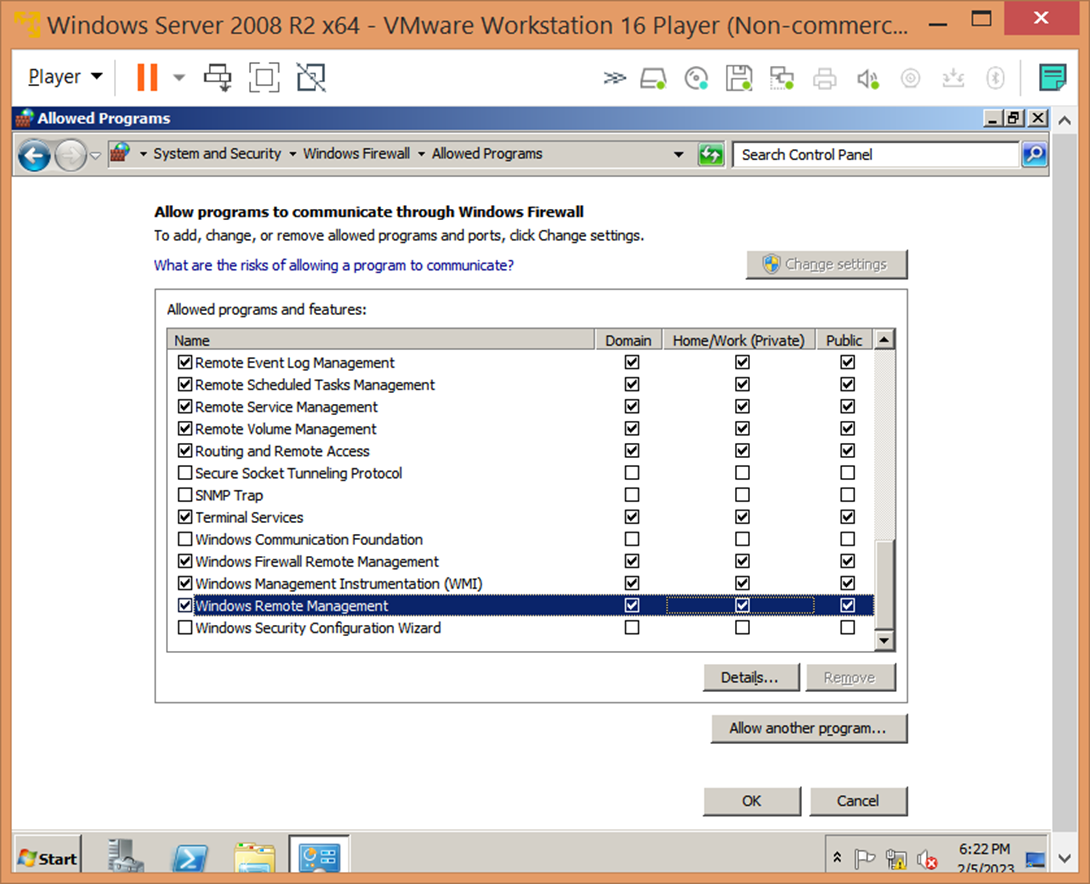 Windows Server 2008 R2 x64 - VMware Workstation 16 Player (Non-commerc...
Player
Allowed Programs
System and Security Windows Firewall Allowed Programs Search Control Panel
Allow programs to communicate through Windows Firewall
To add, change, or remove allowed programs and ports, click Change settings.
What are the risks of allowing a program to communicate?
Change settings
Allowed programs and features:
Name Domain Home/Work (Private) Public
Remote Event Log Management
Remote Scheduled Tasks Management
Remote Service Management
Remote Volume Management
Routing and Remote Access
Secure Socket Tunneling Protocol
SNMP Trap
Terminal Services
Windows Communication Foundation
Windows Firewall Remote Management
Windows Management Instrumentation (WMI)
Windows Remote Management
Windows Security Configuration Wizard
Details... Remove
Allow another program...
OK Cancel
Start 6:22 PM
2/5/2023